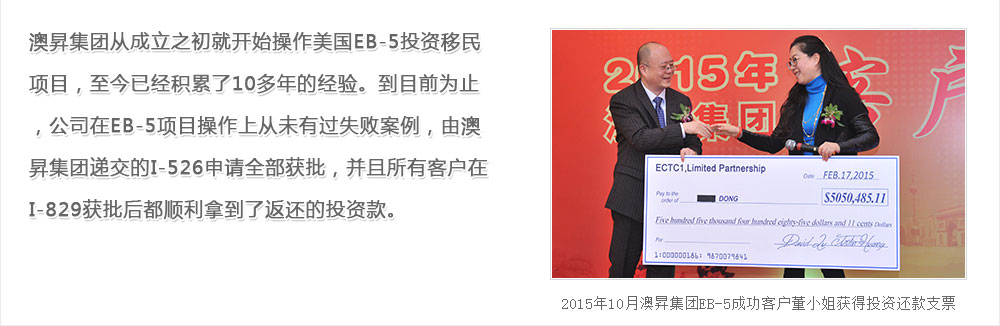 澳昇集团从成立之初就开始操作美国EB-5投资移民
项目，至今已经积累了10多年的经验。到目前为止
，公司在EB-5项目操作上从未有过失败案例，由澳
昇集团递交的I-526申请全部获批，并且所有客户在
I-829获批后都顺利拿到了返还的投资款。
2015年
客户
集团
ECTC1,Limited Partnership
Date FEB.17,2015
Pay to the
order of DONG
$5050,485.11
Five hundred five thousand four hundred eighty-five dollars and 11 cents Dollars
For
1:000000186: 9870079841
2015年10月澳昇集团EB-5成功客户董小姐获得投资还款支票